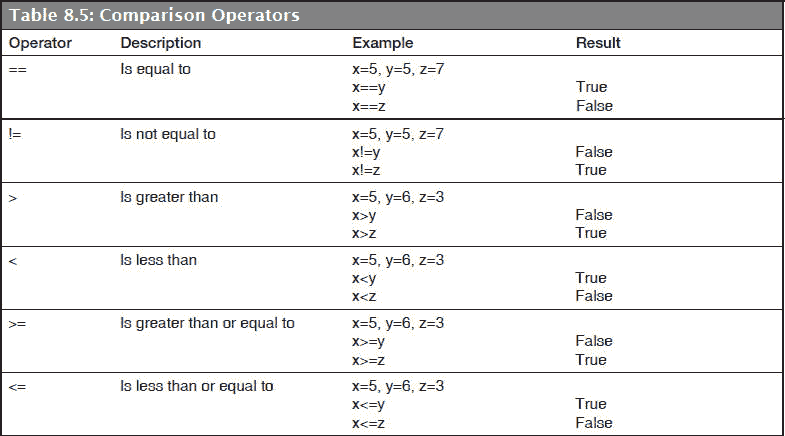 Table 8.5: Comparison Operators
Operator Description Example Result
== Is equal to x=5, y=5, z=7
x==y True
x==z False
!= Is not equal to x=5, y=5, z=7
x!=y False
x!=z True
> Is greater than x=5, y=6, z=3
x>y False
x>z True
< Is less than x=5, y=6, z=3
x<y True
x<z False
>= Is greater than or equal to x=5, y=6, z=3
x>=y False
x>=z True
<= Is less than or equal to x=5, y=6, z=3
x<=y True
x<=z False